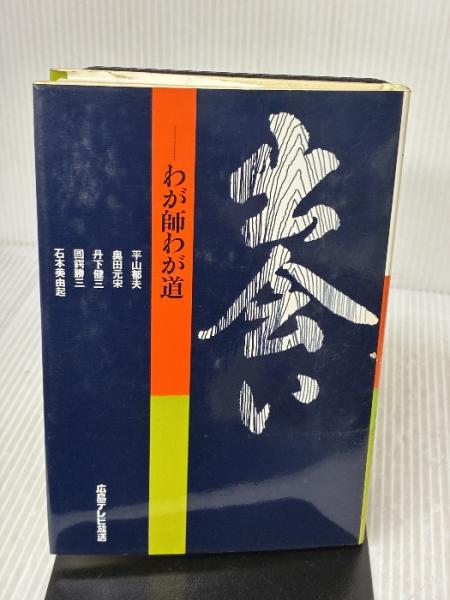 出会い
──わが師わが道
平山郁夫
奥田元宋
丹下健三
圓鍔勝三
石本美由起
広島テレビ放送